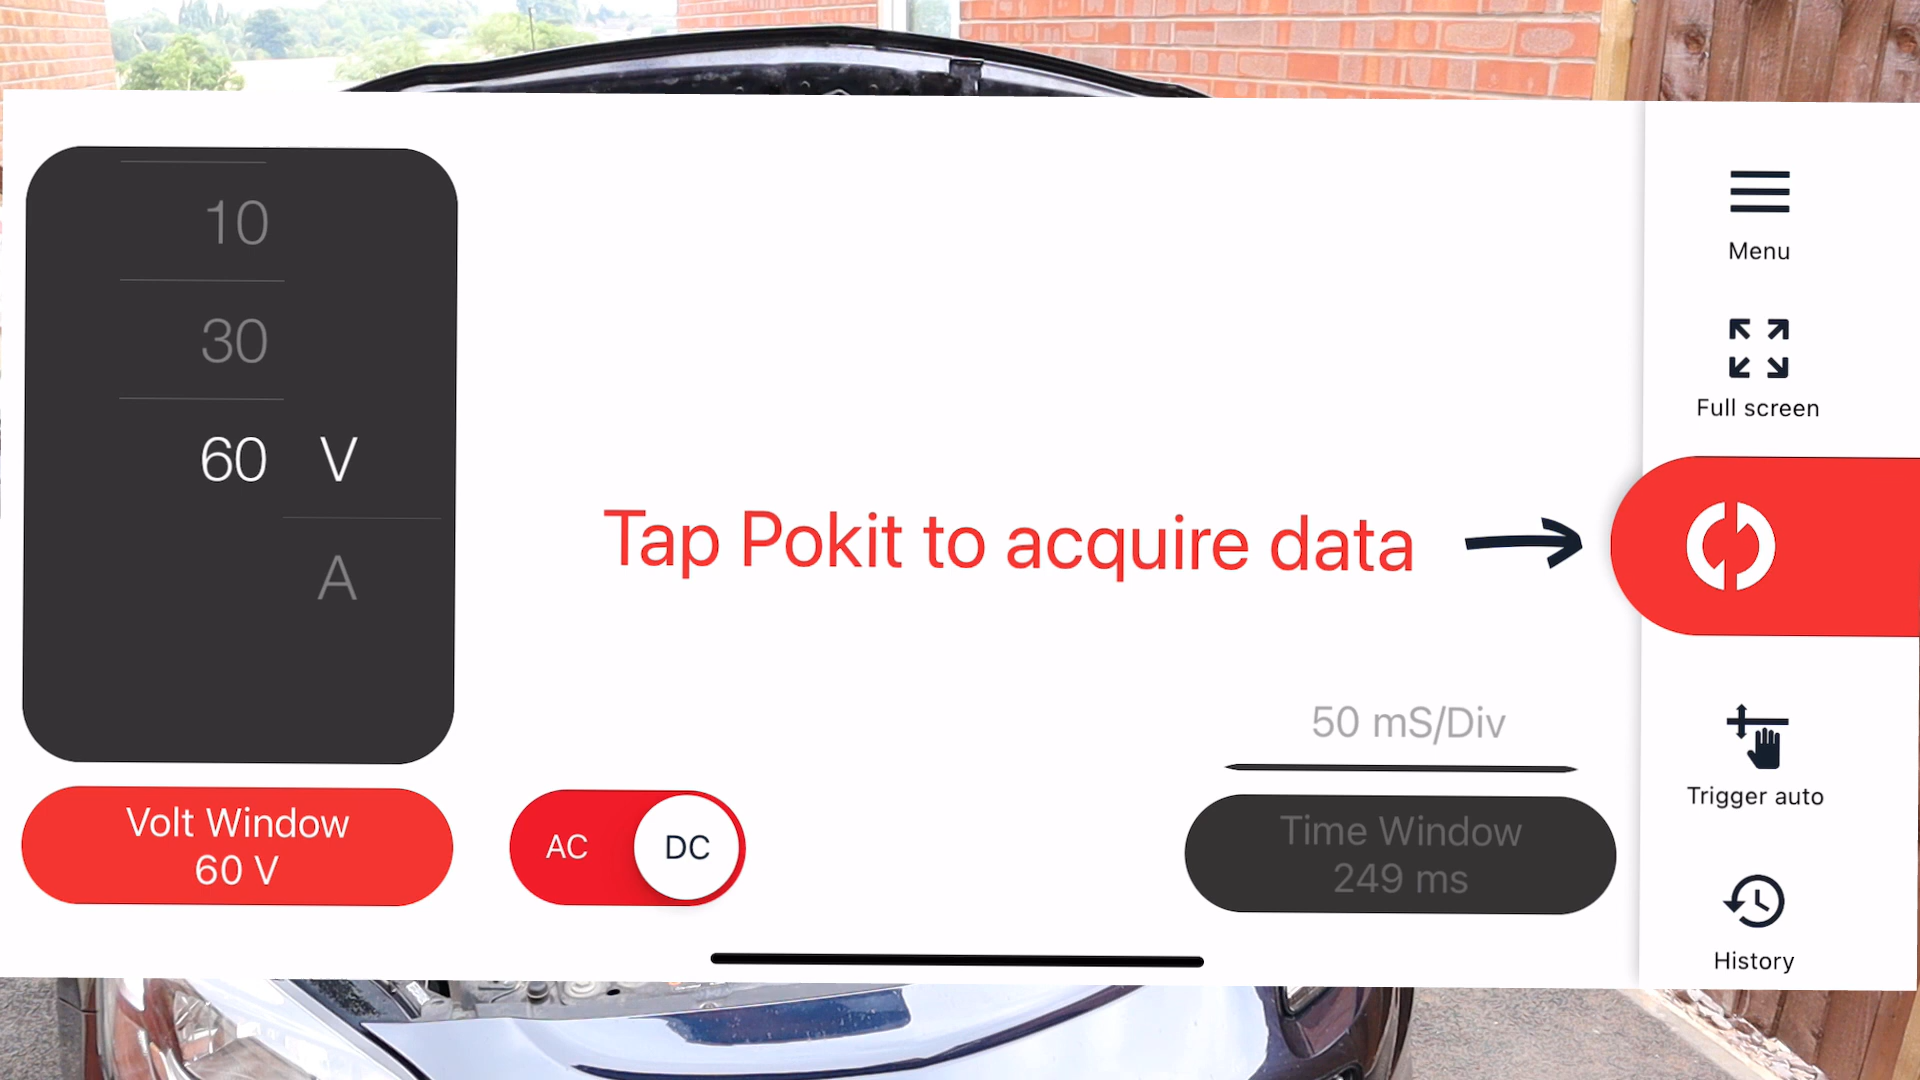 10
30
60 V
A
Volt Window
60 V
AC
DC
Tap Pokit to acquire data
50 mS/Div
Time Window
249 ms
Menu
Full screen
Trigger auto
History